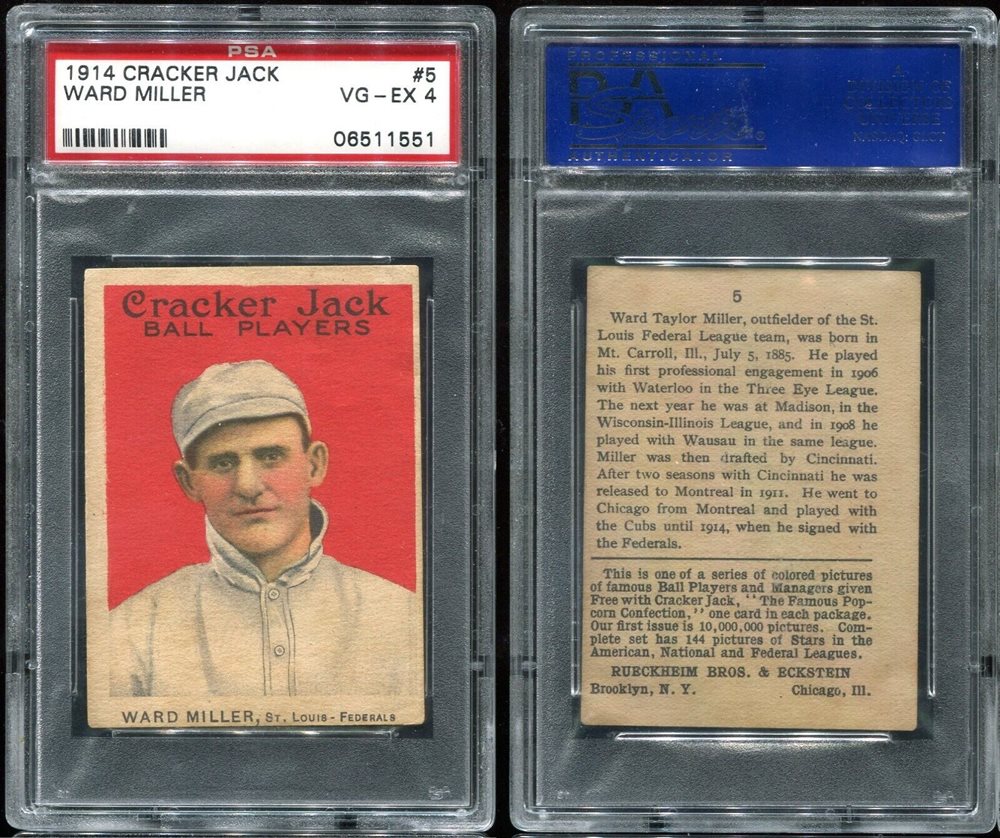 PSA
1914 CRACKER JACK #5
WARD MILLER VG-EX 4
06511551
Cracker Jack
BALL PLAYERS
WARD MILLER, ST. LOUIS - FEDERALS
PROFESSIONAL
PSA
AUTHENTICATOR
A
DIVISION OF
COLLECTORS
UNIVERSE
NASDAQ: CLCT
5
Ward Taylor Miller, outfielder of the St.
Louis Federal League team, was born in
Mt. Carroll, Ill., July 5, 1885. He played
his first professional engagement in 1906
with Waterloo in the Three Eye League.
The next year he was at Madison, in the
Wisconsin-Illinois League, and in 1908 he
played with Wausau in the same league.
Miller was then drafted by Cincinnati.
After two seasons with Cincinnati he was
released to Montreal in 1911. He went to
Chicago from Montreal and played with
the Cubs until 1914, when he signed with
the Federals.
This is one of a series of colored pictures
of famous Ball Players and Managers given
Free with Cracker Jack, "The Famous Pop-
corn Confection," one card in each package.
Our first issue is 10,000,000 pictures. Com-
plete set has 144 pictures of Stars in the
American, National and Federal Leagues.
RUECKHEIM BROS. & ECKSTEIN
Brooklyn, N. Y. Chicago, Ill.